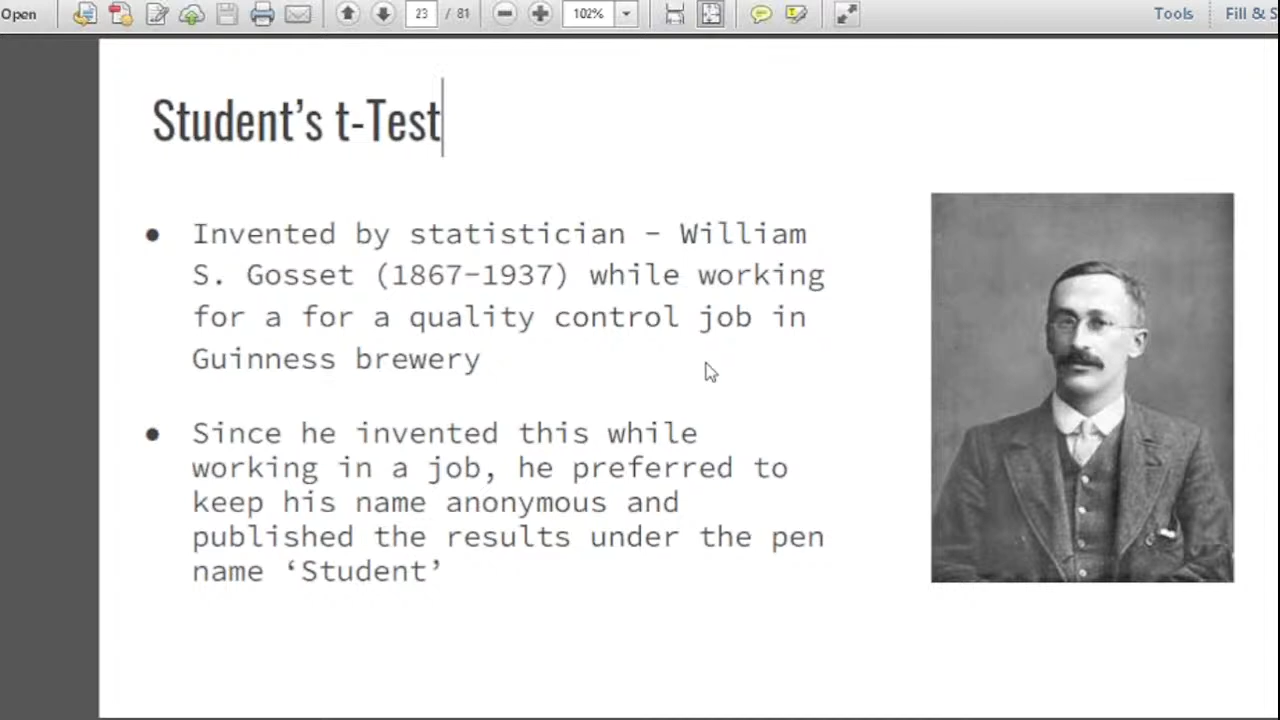 Open 23 / 81 102% Tools Fill & S
Student’s t-Test
● Invented by statistician – William
S. Gosset (1867–1937) while working
for a for a quality control job in
Guinness brewery
● Since he invented this while
working in a job, he preferred to
keep his name anonymous and
published the results under the pen
name ‘Student’